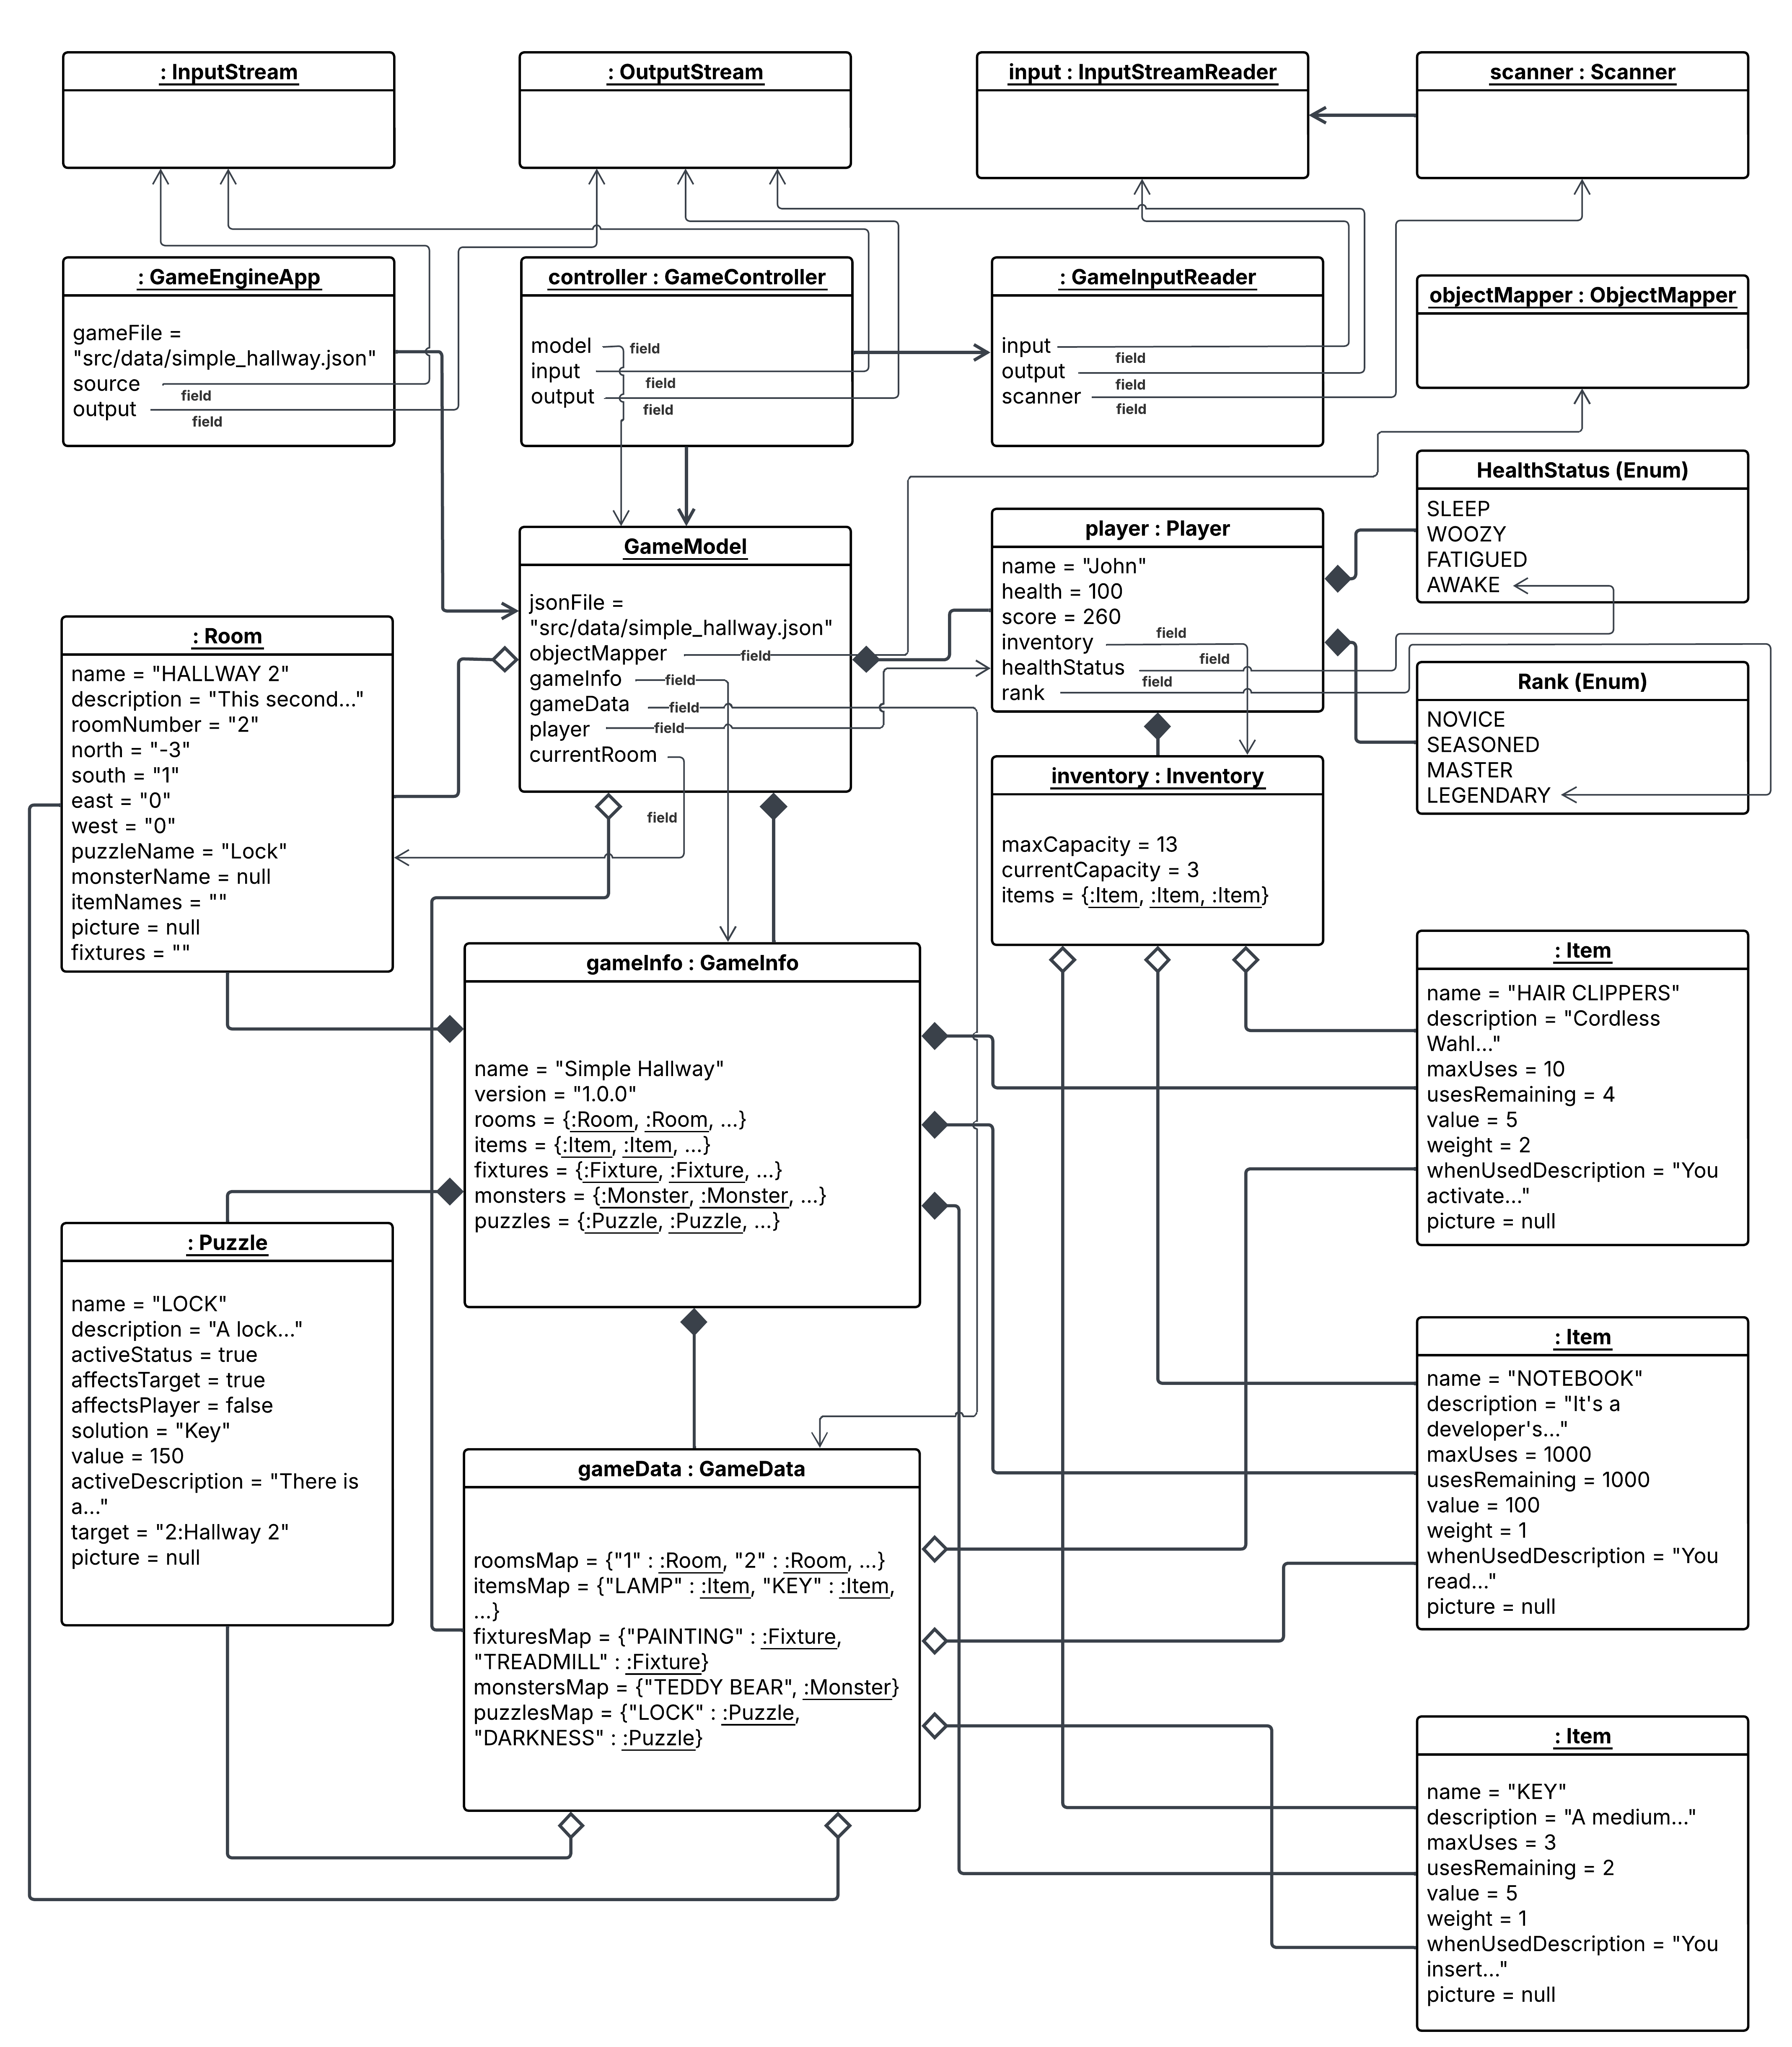 : InputStream
: OutputStream
input : InputStreamReader
scanner : Scanner
: GameEngineApp
gameFile =
"src/data/simple_hallway.json"
source
field
output
field
controller : GameController
model
field
input
field
output
field
: GameInputReader
input
field
output
field
scanner
field
objectMapper : ObjectMapper
HealthStatus (Enum)
SLEEP
WOOZY
FATIGUED
AWAKE
GameModel
jsonFile =
"src/data/simple_hallway.json"
objectMapper
field
gameInfo
field
gameData
field
player
field
currentRoom
field
player : Player
name = "John"
health = 100
score = 260
inventory
field
healthStatus
field
rank
field
Rank (Enum)
NOVICE
SEASONED
MASTER
LEGENDARY
: Room
name = "HALLWAY 2"
description = "This second..."
roomNumber = "2"
north = "-3"
south = "1"
east = "0"
west = "0"
puzzleName = "Lock"
monsterName = null
itemNames = ""
picture = null
fixtures = ""
inventory : Inventory
maxCapacity = 13
currentCapacity = 3
items = {:Item, :Item, :Item}
gameInfo : GameInfo
name = "Simple Hallway"
version = "1.0.0"
rooms = {:Room, :Room, ...}
items = {:Item, :Item, ...}
fixtures = {:Fixture, :Fixture, ...}
monsters = {:Monster, :Monster, ...}
puzzles = {:Puzzle, :Puzzle, ...}
: Item
name = "HAIR CLIPPERS"
description = "Cordless
Wahl..."
maxUses = 10
usesRemaining = 4
value = 5
weight = 2
whenUsedDescription = "You
activate..."
picture = null
: Puzzle
name = "LOCK"
description = "A lock..."
activeStatus = true
affectsTarget = true
affectsPlayer = false
solution = "Key"
value = 150
activeDescription = "There is
a..."
target = "2:Hallway 2"
picture = null
: Item
name = "NOTEBOOK"
description = "It's a
developer's..."
maxUses = 1000
usesRemaining = 1000
value = 100
weight = 1
whenUsedDescription = "You
read..."
picture = null
gameData : GameData
roomsMap = {"1" : :Room, "2" : :Room, ...}
itemsMap = {"LAMP" : :Item, "KEY" : :Item,
...}
fixturesMap = {"PAINTING" : :Fixture,
"TREADMILL" : :Fixture}
monstersMap = {"TEDDY BEAR", :Monster}
puzzlesMap = {"LOCK" : :Puzzle,
"DARKNESS" : :Puzzle}
: Item
name = "KEY"
description = "A medium..."
maxUses = 3
usesRemaining = 2
value = 5
weight = 1
whenUsedDescription = "You
insert..."
picture = null